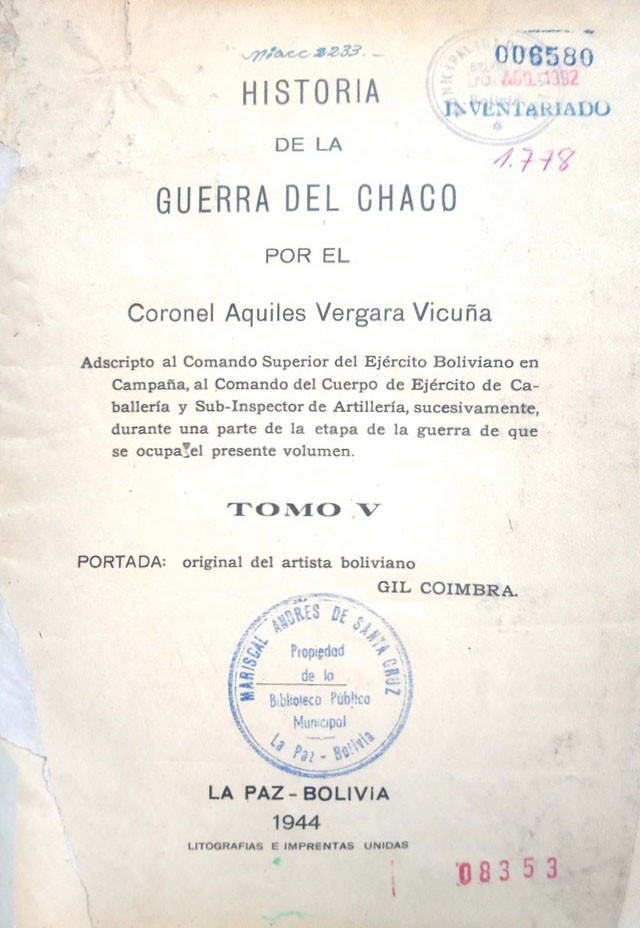 006580
AGO. 1992
INVENTARIADO
1.778
HISTORIA
DE LA
GUERRA DEL CHACO
POR EL
Coronel Aquiles Vergara Vicuña
Adscripto al Comando Superior del Ejército Boliviano en
Campaña, al Comando del Cuerpo de Ejército de Ca-
ballería y Sub-Inspector de Artillería, sucesivamente,
durante una parte de la etapa de la guerra de que
se ocupa el presente volumen.
TOMO V
PORTADA: original del artista boliviano
GIL COIMBRA.
MARISCAL ANDRES DE SANTA CRUZ
Propiedad
de la
Biblioteca Pública
Municipal
La Paz - Bolivia
LA PAZ - BOLIVIA
1944
LITOGRAFIAS E IMPRENTAS UNIDAS
08353